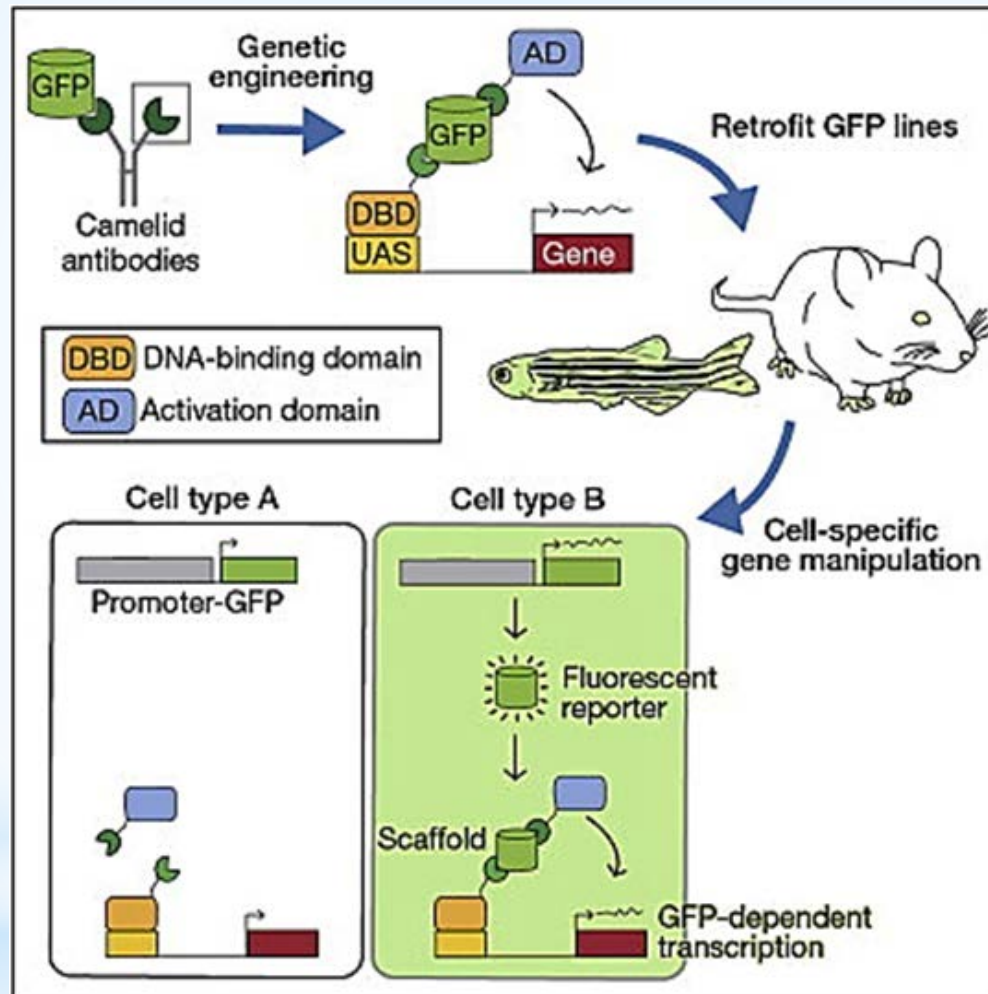 GFP
Camelid
antibodies
Genetic
engineering
AD
GFP
DBD
UAS
Gene
Retrofit GFP lines
DBD DNA-binding domain
AD Activation domain
Cell-specific
gene manipulation
Cell type A
Promoter-GFP
Cell type B
Fluorescent
reporter
Scaffold
GFP-dependent
transcription